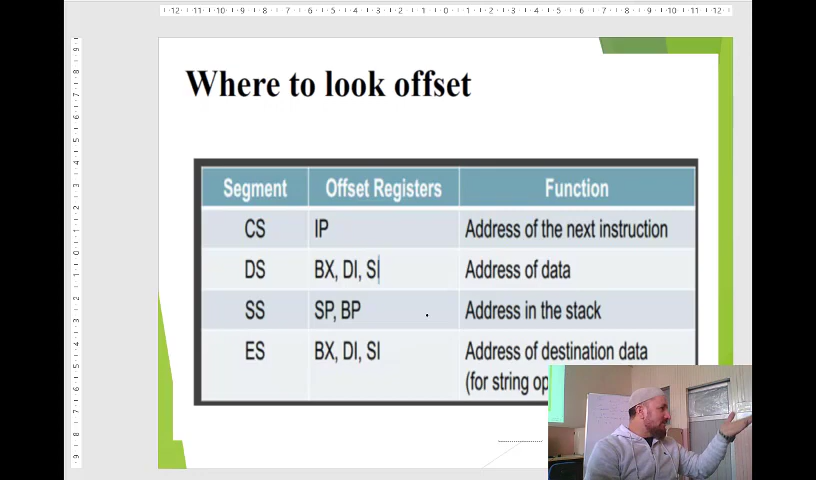 Where to look offset
Segment Offset Registers Function
CS IP Address of the next instruction
DS BX, DI, SI Address of data
SS SP, BP Address in the stack
ES BX, DI, SI Address of destination data
(for string